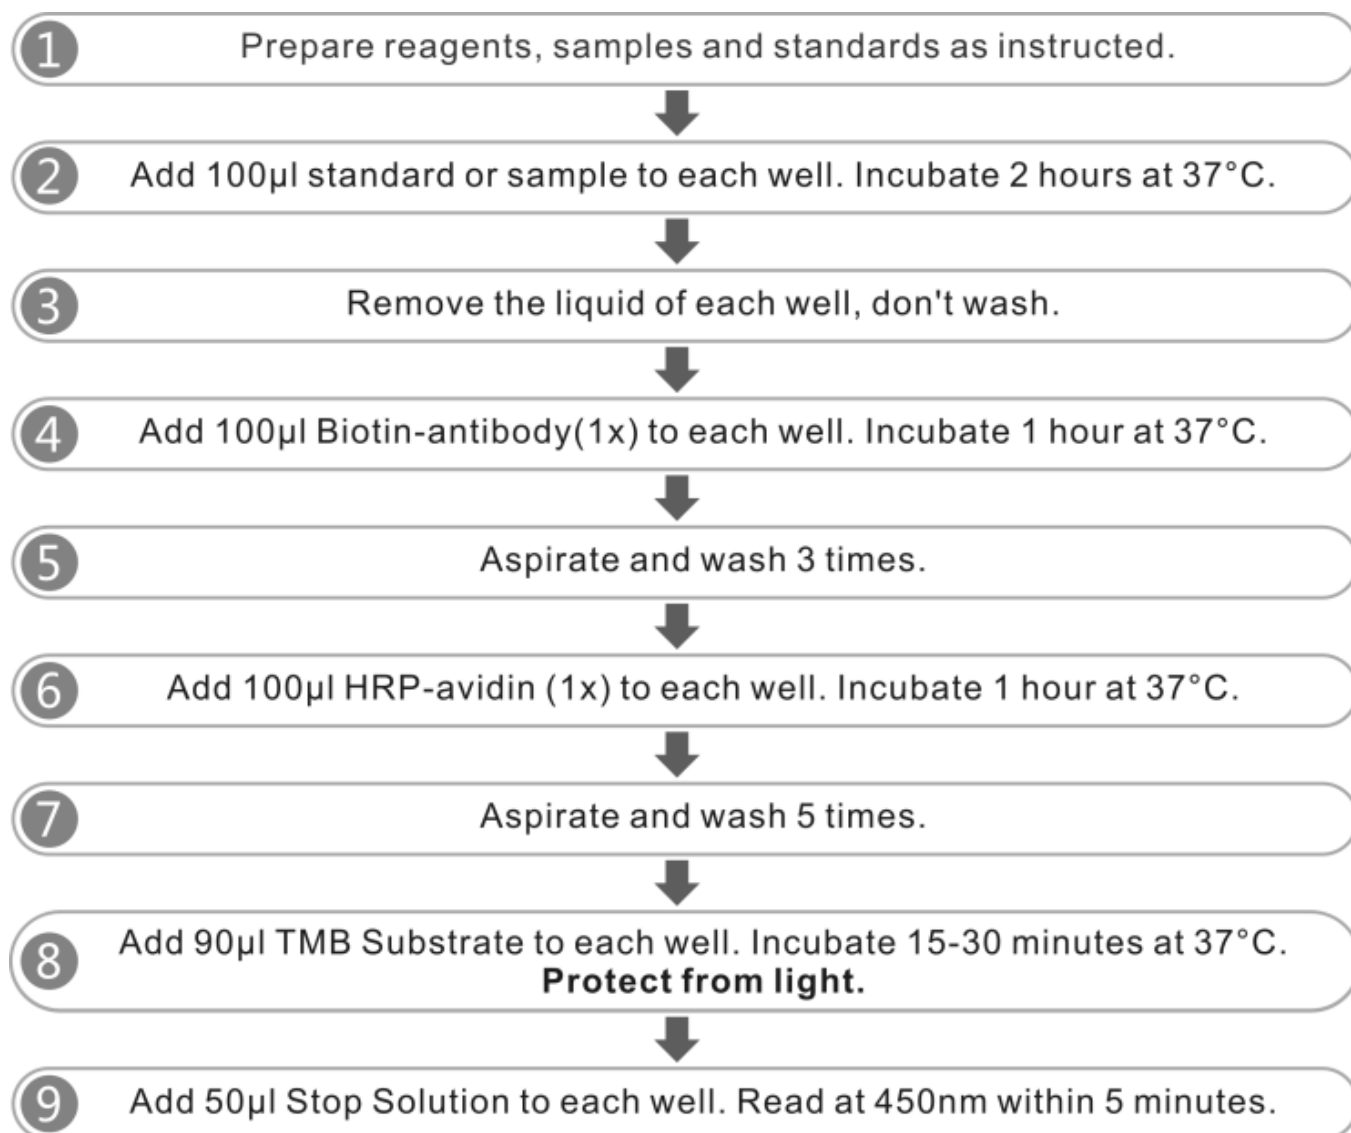 1 Prepare reagents, samples and standards as instructed.
2 Add 100µl standard or sample to each well. Incubate 2 hours at 37°C.
3 Remove the liquid of each well, don't wash.
4 Add 100µl Biotin-antibody(1x) to each well. Incubate 1 hour at 37°C.
5 Aspirate and wash 3 times.
6 Add 100µl HRP-avidin (1x) to each well. Incubate 1 hour at 37°C.
7 Aspirate and wash 5 times.
8 Add 90µl TMB Substrate to each well. Incubate 15-30 minutes at 37°C.
Protect from light.
9 Add 50µl Stop Solution to each well. Read at 450nm within 5 minutes.